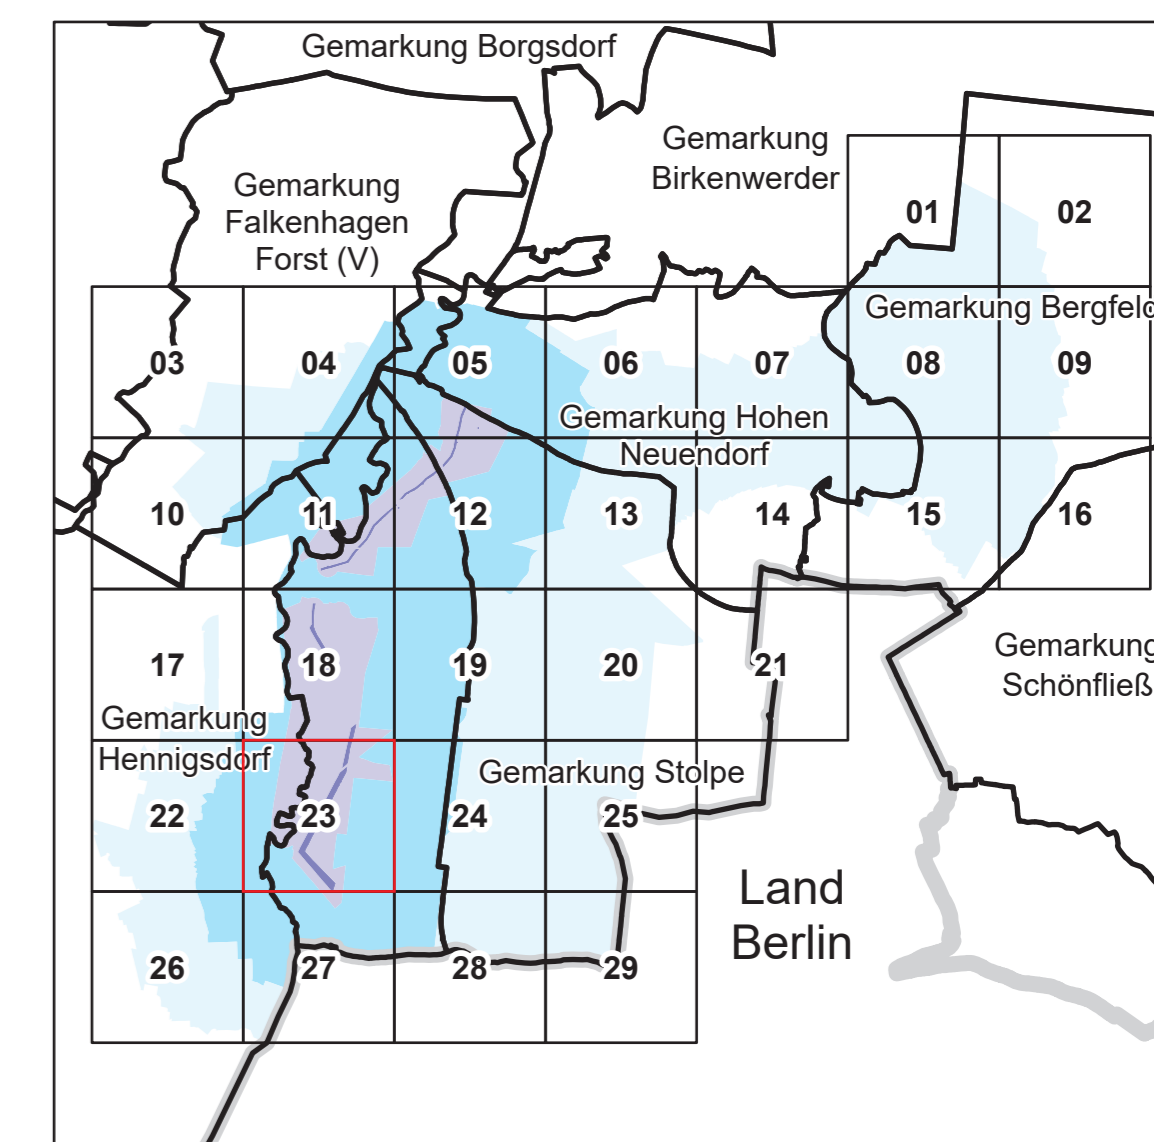 Gemarkung Borgsdorf
Gemarkung
Birkenwerder
Gemarkung
Falkenhagen
Forst (V)
01
02
Gemarkung Bergfeld
03
04
05
06
07
08
09
Gemarkung Hohen
Neuendorf
10
11
12
13
14
15
16
17
18
19
20
21
Gemarkung
Schönfließ
Gemarkung
Hennigsdorf
Gemarkung Stolpe
22
23
24
25
Land
Berlin
26
27
28
29